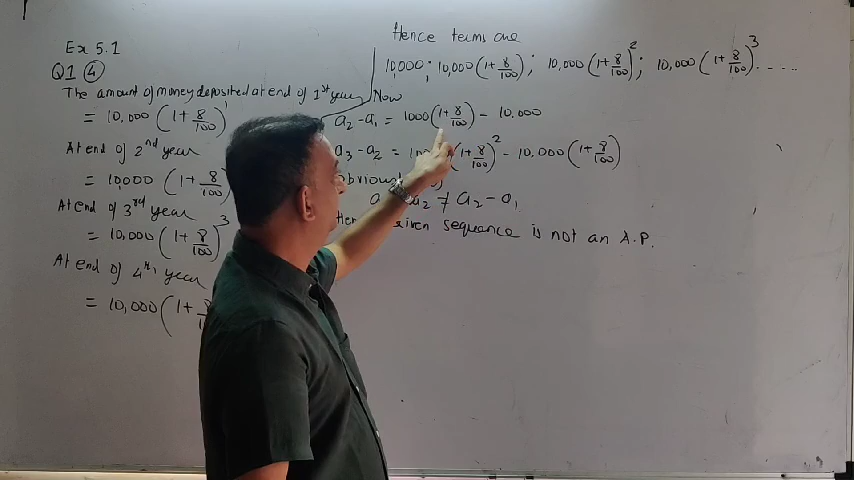 Ex 5.1
Q1 (4)
The amount of money deposited at end of 1st year
= 10,000 (1+ 8/100)^1
At end of 2nd year
= 10000 (1+ 8/100)
At end of 3rd year
= 10,000 (1+ 8/100)^3
At end of 4th year
= 10,000 (1+
Hence terms are
10,000 ; 10,000 (1+ 8/100) ; 10,000 (1+ 8/100)^2 ; 10,000 (1+ 8/100)^3 .....
Now
a2 - a1 = 1000 (1+ 8/100) - 10.000
a3 - a2 = (1+ 8/100)^2 - 10,000 (1+ 8/100)
obviously
a2 ≠ a2 - a1
given sequence is not an A.P.